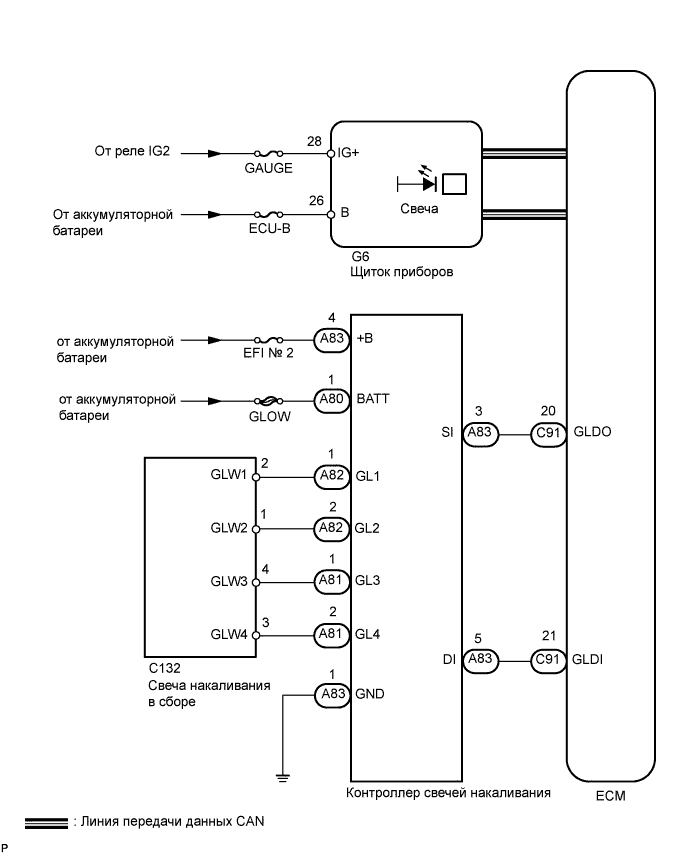 От реле IG2
GAUGE
28
IG+
От аккумуляторной
батареи
ECU-B
26
B
Свеча
G6
Щиток приборов
от аккумуляторной
батареи
EFI № 2
4
A83
+B
от аккумуляторной
батареи
GLOW
1
A80
BATT
SI
3
A83
20
C91
GLDO
GLW1
2
1
A82
GL1
GLW2
1
2
A82
GL2
GLW3
4
1
A81
GL3
GLW4
3
2
A81
GL4
DI
5
A83
21
C91
GLDI
C132
Свеча накаливания
в сборе
1
A83
GND
Контроллер свечей накаливания
ECM
: Линия передачи данных CAN
P